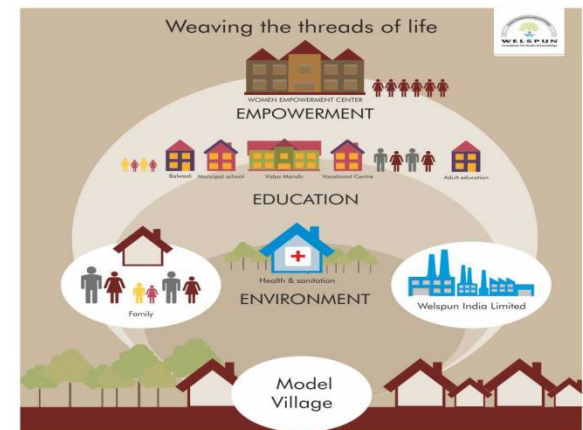 Weaving the threads of life
WELSPUN
Foundation for Health & Knowledge
WOMEN EMPOWERMENT CENTER
EMPOWERMENT
Balwadi
Municipal school
Vidya Mandir
Vocational Centre
Adult education
EDUCATION
Health & sanitation
ENVIRONMENT
Family
Welspun India Limited
Model
Village